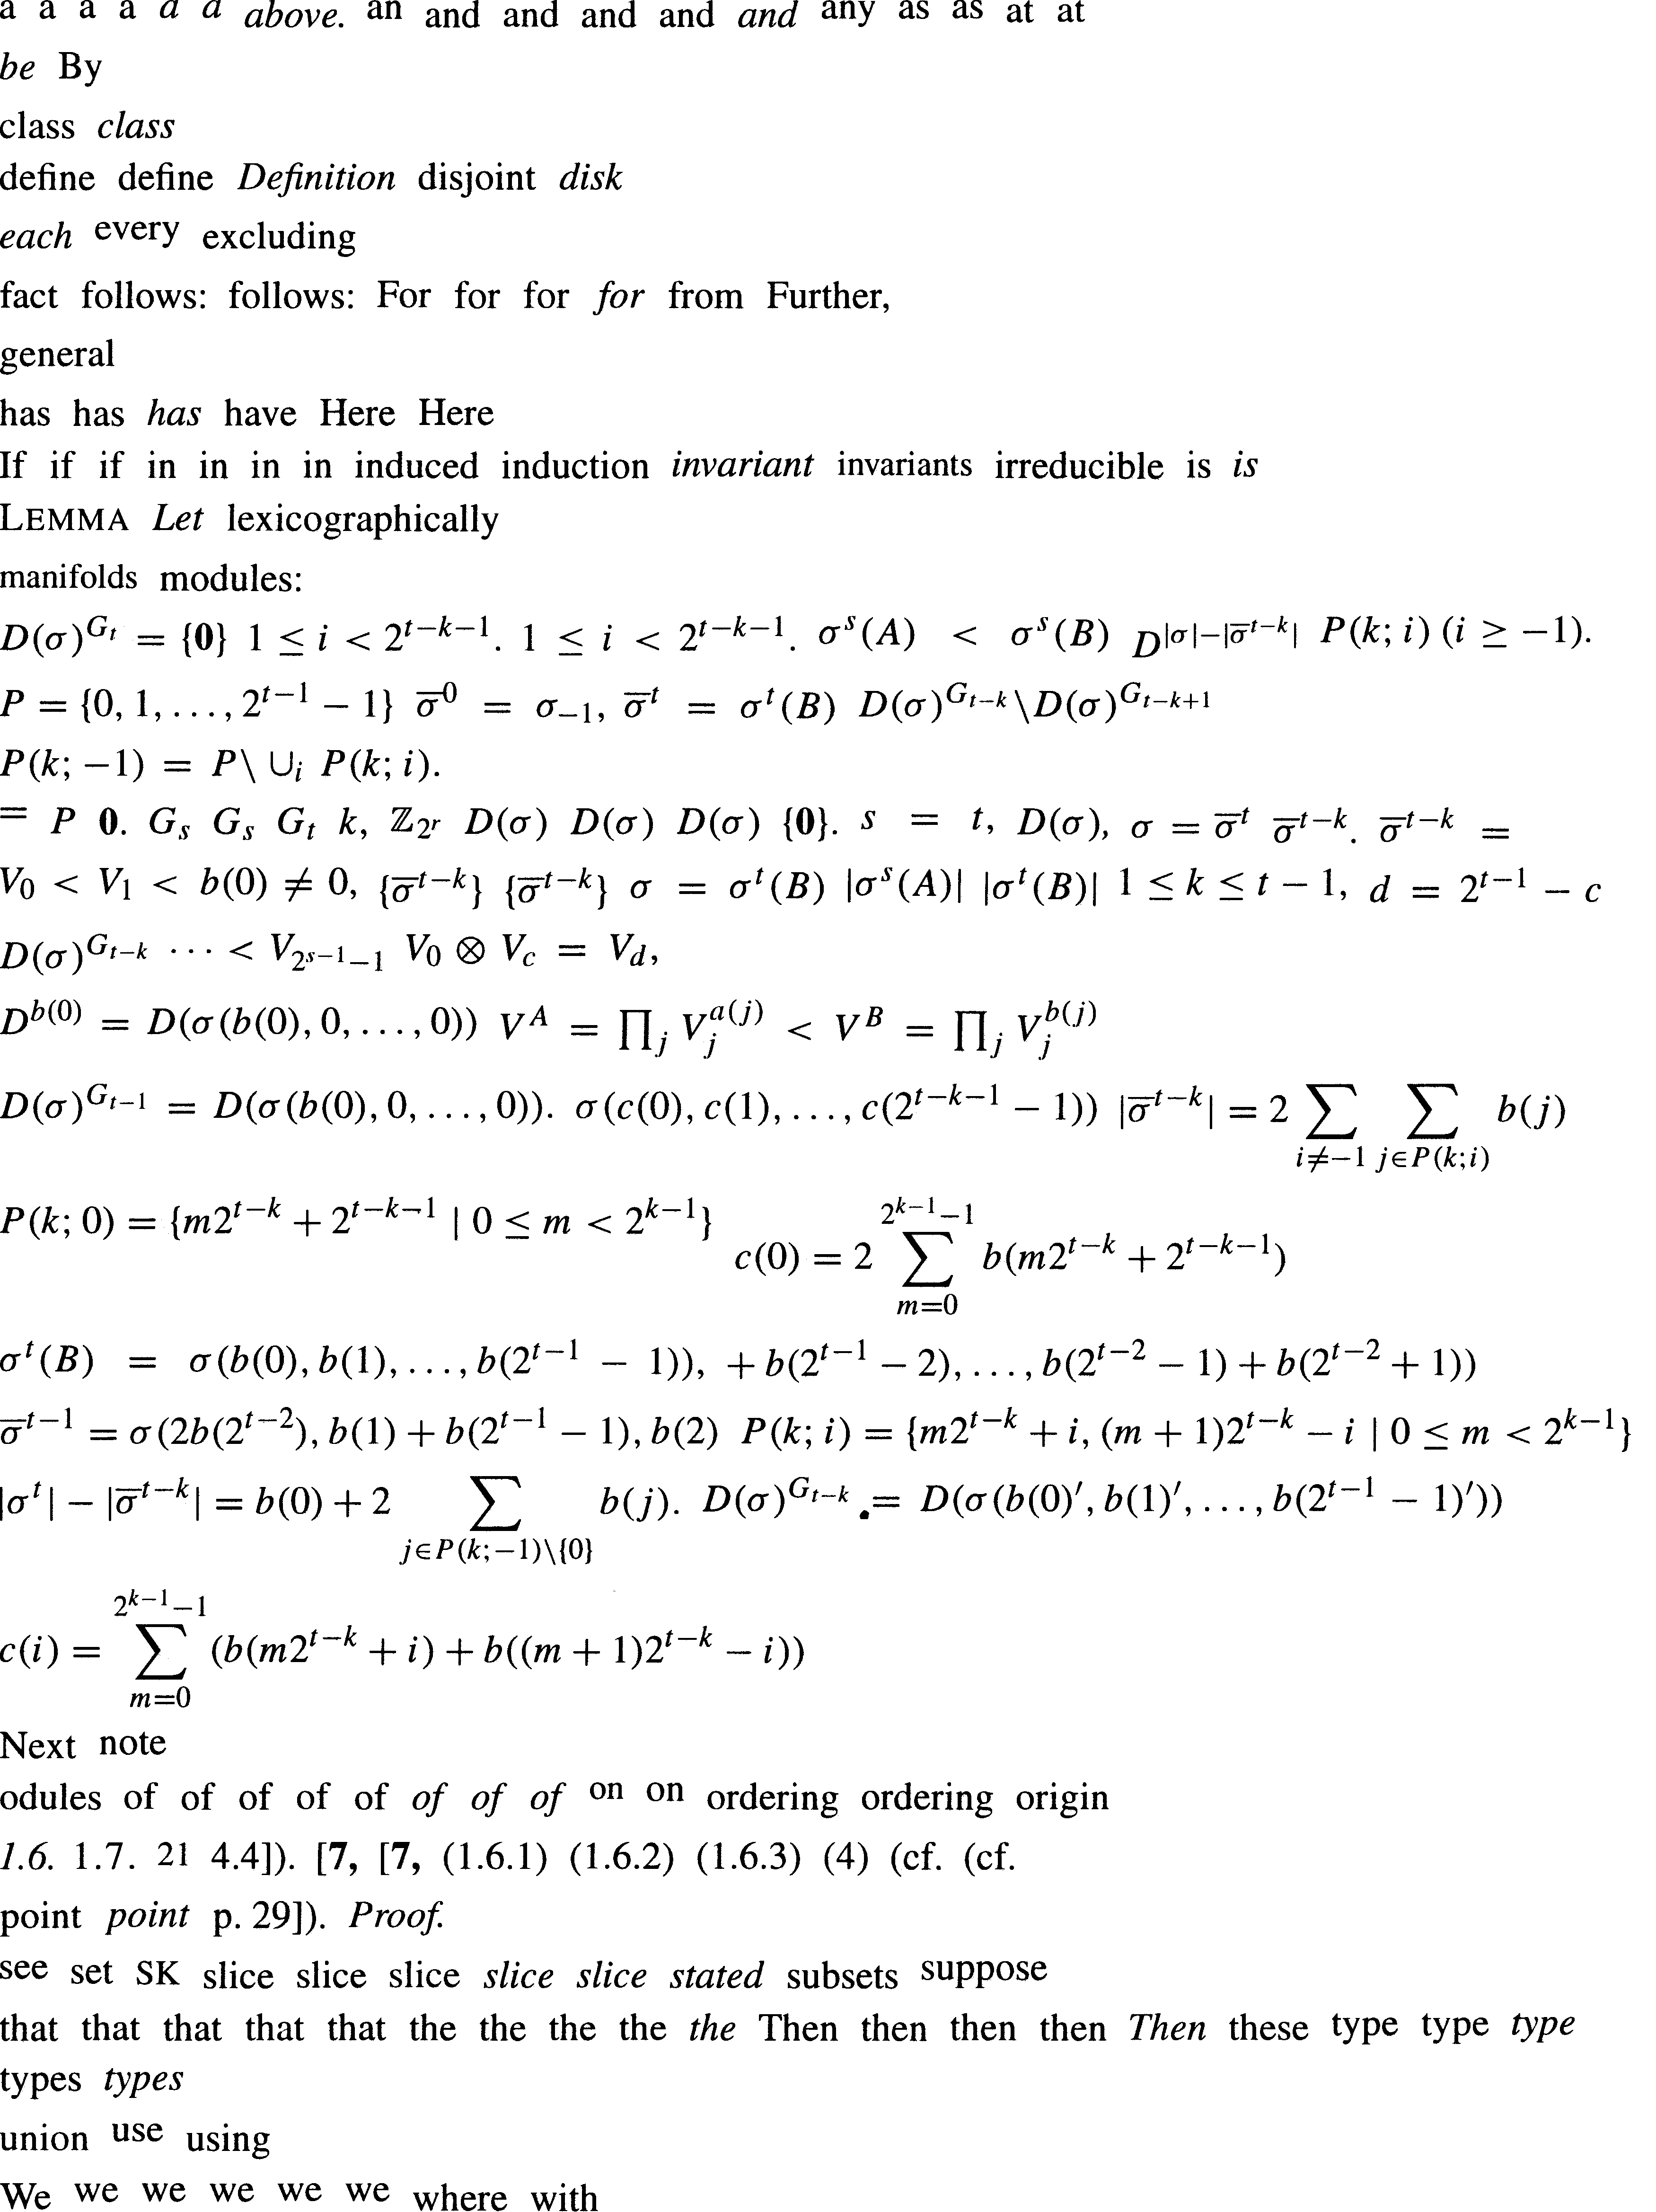 a a a a a a above. an and and and and and any as as at at
be By
class class
define define Definition disjoint disk
each every excluding
fact follows: follows: For for for for from Further,
general
has has has have Here Here
If if if in in in in induced induction invariant invariants irreducible is is
LEMMA Let lexicographically
manifolds modules:
D(σ)^{G_t} = {0} 1 ≤ i < 2^{t−k−1}. 1 ≤ i < 2^{t−k−1}. σ^s(A) < σ^s(B) D^{|σ|−|σ̅^{t−k}|} P(k; i) (i ≥ −1).
P = {0, 1, . . . , 2^{t−1} − 1} σ̅^0 = σ_{−1}, σ̅^t = σ^t(B) D(σ)^{G_{t−k}}\D(σ)^{G_{t−k+1}}
P(k; −1) = P\ ∪_i P(k; i).
= P 0. G_s G_s G_t k, ℤ_{2^r} D(σ) D(σ) D(σ) {0}. s = t, D(σ), σ = σ̅^t σ̅^{t−k}. σ̅^{t−k} =
V_0 < V_1 < b(0) ≠ 0, {σ̅^{t−k}} {σ̅^{t−k}} σ = σ^t(B) |σ^s(A)| |σ^t(B)| 1 ≤ k ≤ t − 1, d = 2^{t−1} − c
D(σ)^{G_{t−k}} · · · < V_{2^{s−1}−1} V_0 ⊗ V_c = V_d,
D^{b(0)} = D(σ(b(0), 0, . . . , 0)) V^A = ∏_j V_j^{a(j)} < V^B = ∏_j V_j^{b(j)}
D(σ)^{G_{t−1}} = D(σ(b(0), 0, . . . , 0)). σ(c(0), c(1), . . . , c(2^{t−k−1} − 1)) |σ̅^{t−k}| = 2 ∑_{i≠−1} ∑_{j∈P(k;i)} b(j)
P(k; 0) = {m2^{t−k} + 2^{t−k−1} | 0 ≤ m < 2^{k−1}} c(0) = 2 ∑_{m=0}^{2^{k−1}−1} b(m2^{t−k} + 2^{t−k−1})
σ^t(B) = σ(b(0), b(1), . . . , b(2^{t−1} − 1)), + b(2^{t−1} − 2), . . . , b(2^{t−2} − 1) + b(2^{t−2} + 1))
σ̅^{t−1} = σ(2b(2^{t−2}), b(1) + b(2^{t−1} − 1), b(2) P(k; i) = {m2^{t−k} + i, (m + 1)2^{t−k} − i | 0 ≤ m < 2^{k−1}}
|σ^t| − |σ̅^{t−k}| = b(0) + 2 ∑_{j∈P(k;−1)\{0}} b(j). D(σ)^{G_{t−k}} .= D(σ(b(0)′, b(1)′, . . . , b(2^{t−1} − 1)′))
c(i) = ∑_{m=0}^{2^{k−1}−1} (b(m2^{t−k} + i) + b((m + 1)2^{t−k} − i))
Next note
odules of of of of of of of of on on ordering ordering origin
1.6. 1.7. 21 4.4]). [7, [7, (1.6.1) (1.6.2) (1.6.3) (4) (cf. (cf.
point point p. 29]). Proof.
see set SK slice slice slice slice slice stated subsets suppose
that that that that that the the the the the Then then then then Then these type type type
types types
union use using
We we we we we we where with